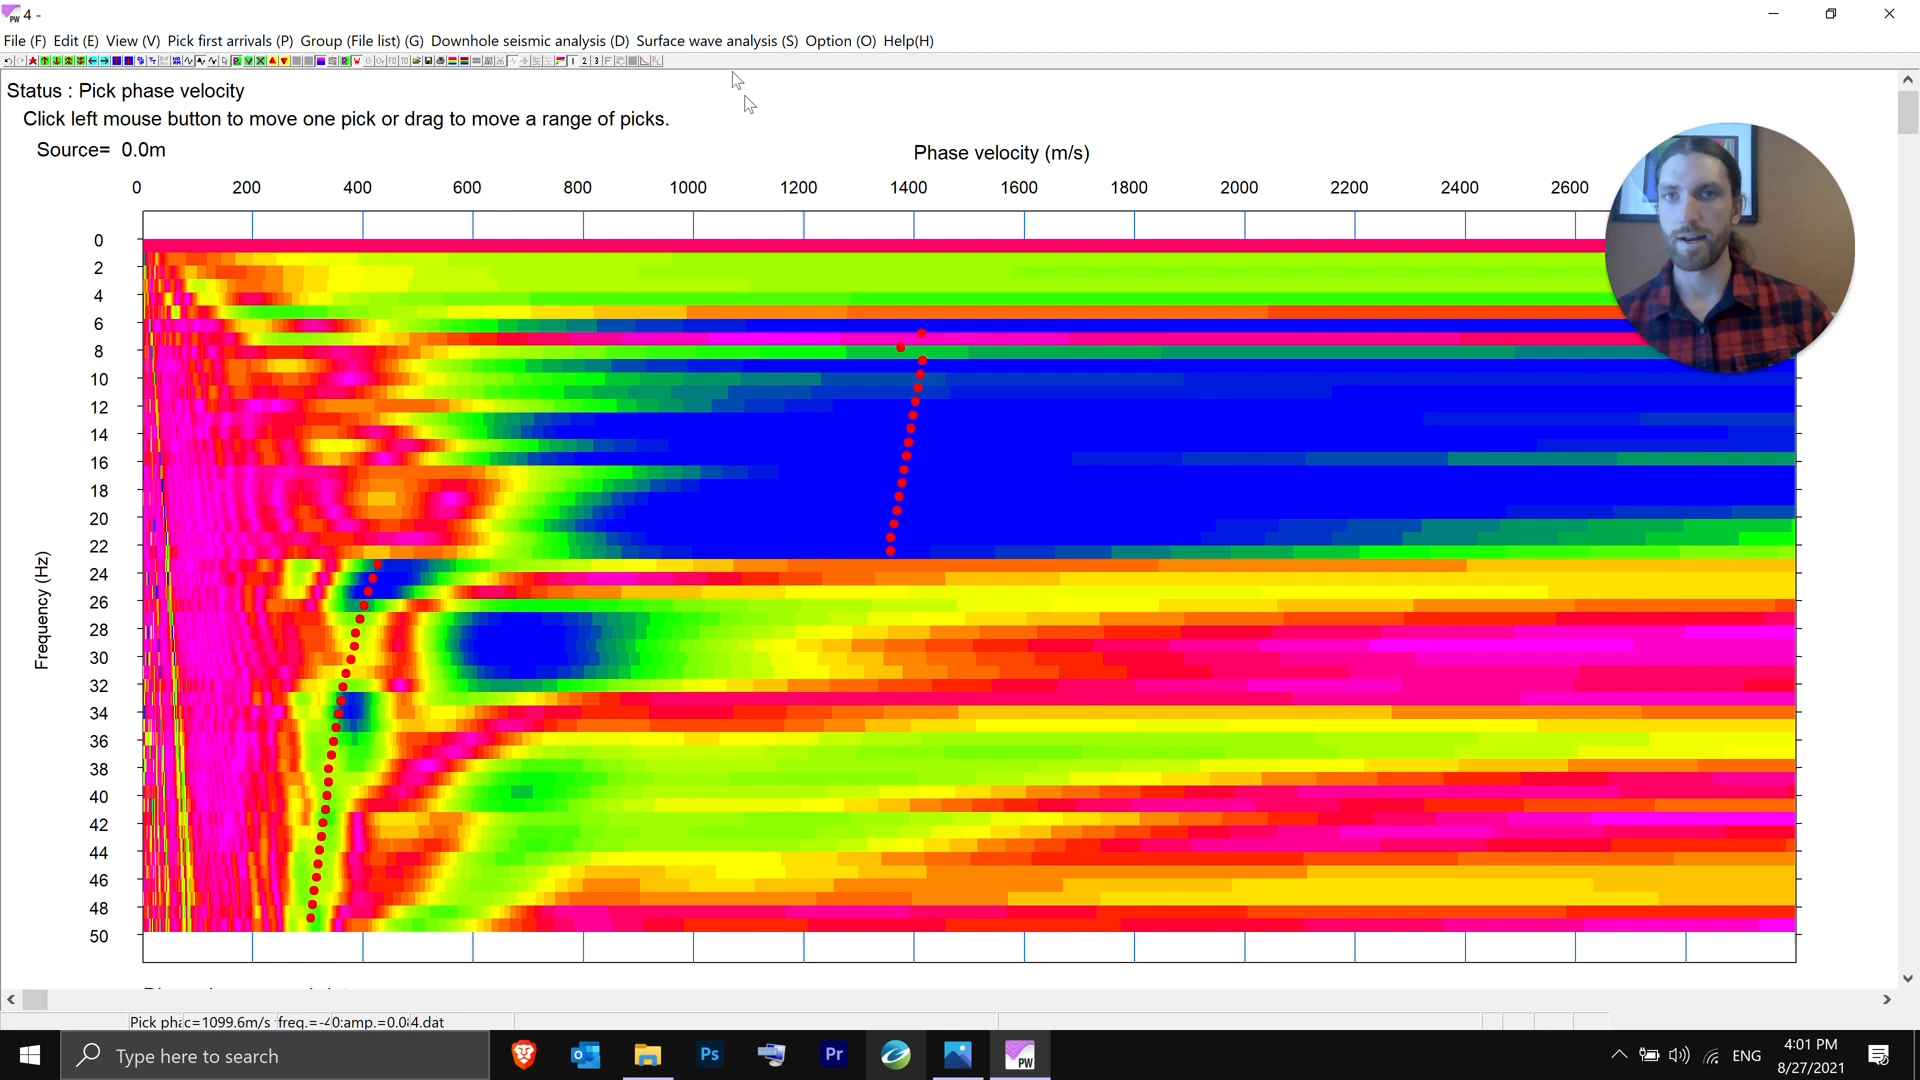 4 -
File (F) Edit (E) View (V) Pick first arrivals (P) Group (File list) (G) Downhole seismic analysis (D) Surface wave analysis (S) Option (O) Help(H)
Status : Pick phase velocity
Click left mouse button to move one pick or drag to move a range of picks.
Source= 0.0m
Phase velocity (m/s)
0 200 400 600 800 1000 1200 1400 1600 1800 2000 2200 2400 2600
0
2
4
6
8
10
12
14
16
18
20
22
24
26
28
30
32
34
36
38
40
42
44
46
48
50
Frequency (Hz)
c=1099.6m/s
Type here to search
Ps
Pr
PW
ENG
4:01 PM
8/27/2021